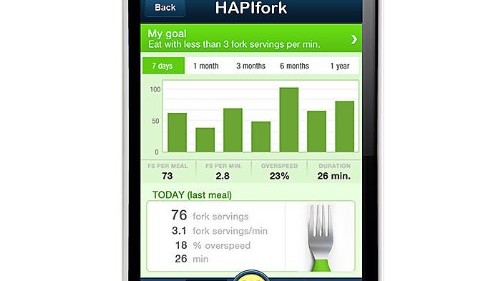 Back HAPIfork
My goal
Eat with less than 3 fork servings per min.
7 days 1 month 3 months 6 months 1 year
100
50
0
FS PER MEAL FS PER MIN. OVERSPEED DURATION
73 2.8 23% 26 min.
TODAY (last meal)
76 fork servings
3.1 fork servings/min
18 % overspeed
26 min